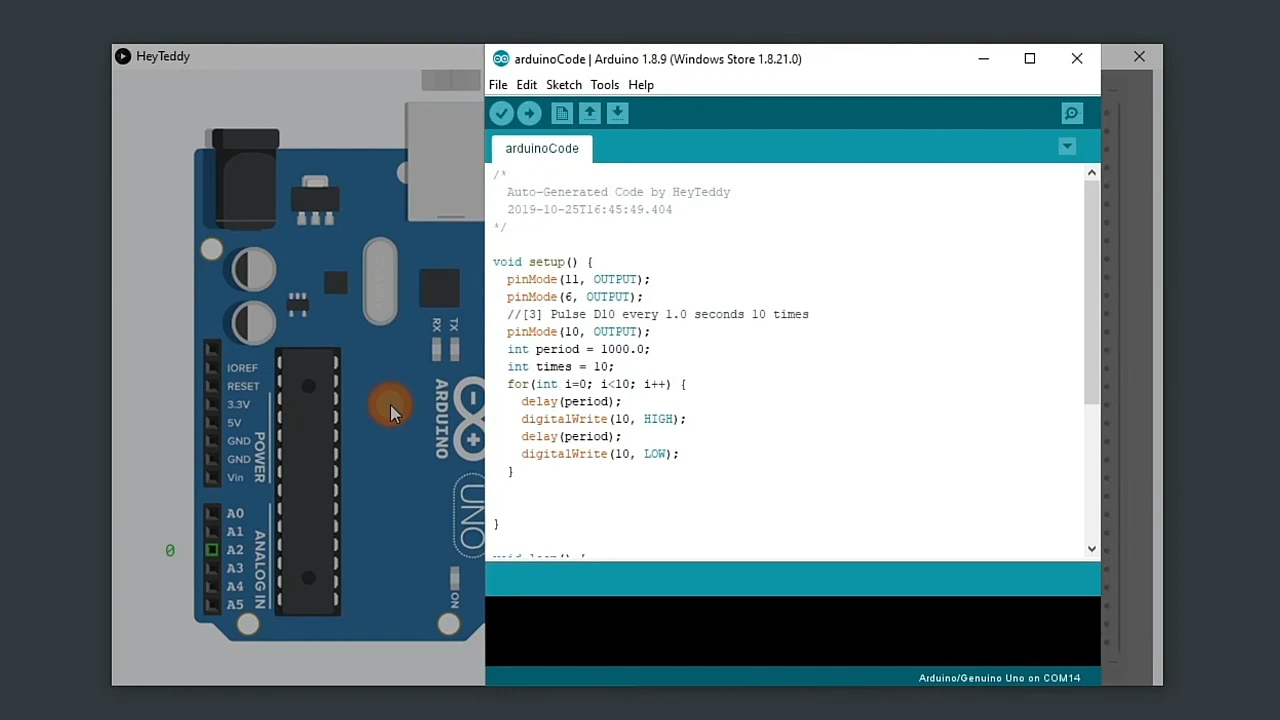 HeyTeddy
arduinoCode | Arduino 1.8.9 (Windows Store 1.8.21.0)
File Edit Sketch Tools Help
arduinoCode
/*
Auto-Generated Code by HeyTeddy
2019-10-25T16:45:49.404
*/
void setup() {
pinMode(11, OUTPUT);
pinMode(6, OUTPUT);
//[3] Pulse D10 every 1.0 seconds 10 times
pinMode(10, OUTPUT);
int period = 1000.0;
int times = 10;
for(int i=0; i<10; i++) {
delay(period);
digitalWrite(10, HIGH);
delay(period);
digitalWrite(10, LOW);
}
}
void loop() {
RX TX
IOREF
RESET
3.3V
5V
GND
GND
Vin
POWER
ARDUINO
UNO
A0
A1
A2
A3
A4
A5
ANALOG IN
ON
0
Arduino/Genuino Uno on COM14